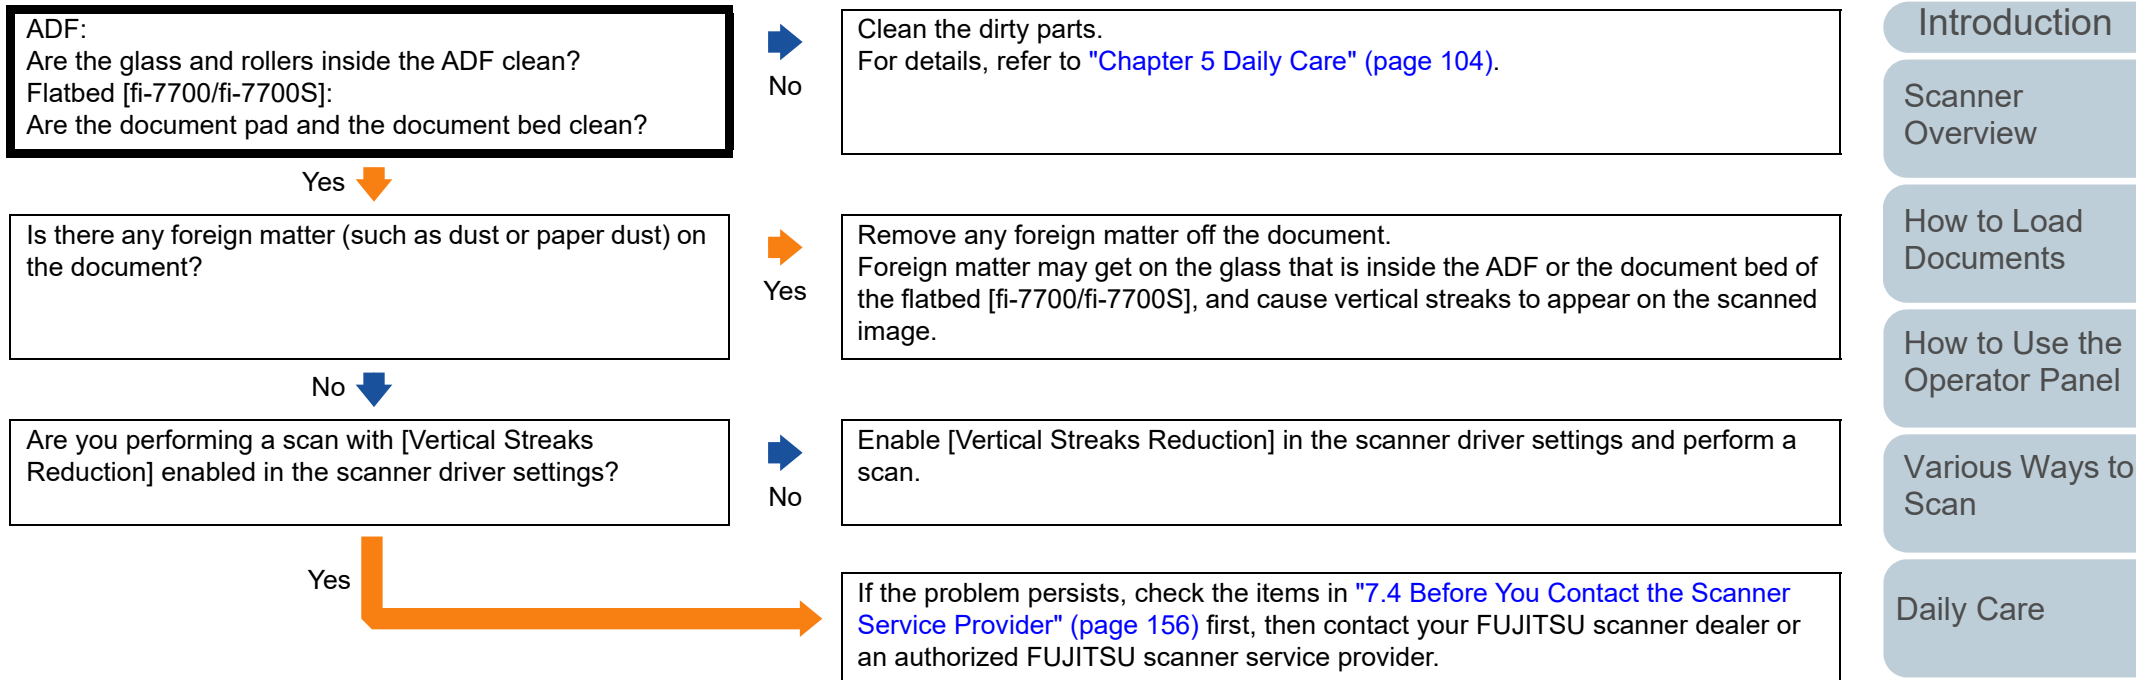 ADF:
Are the glass and rollers inside the ADF clean?
Flatbed [fi-7700/fi-7700S]:
Are the document pad and the document bed clean?
No
Clean the dirty parts.
For details, refer to "Chapter 5 Daily Care" (page 104).
Yes
Is there any foreign matter (such as dust or paper dust) on
the document?
Yes
Remove any foreign matter off the document.
Foreign matter may get on the glass that is inside the ADF or the document bed of
the flatbed [fi-7700/fi-7700S], and cause vertical streaks to appear on the scanned
image.
No
Are you performing a scan with [Vertical Streaks
Reduction] enabled in the scanner driver settings?
No
Enable [Vertical Streaks Reduction] in the scanner driver settings and perform a
scan.
Yes
If the problem persists, check the items in "7.4 Before You Contact the Scanner
Service Provider" (page 156) first, then contact your FUJITSU scanner dealer or
an authorized FUJITSU scanner service provider.
Introduction
Scanner
Overview
How to Load
Documents
How to Use the
Operator Panel
Various Ways to
Scan
Daily Care